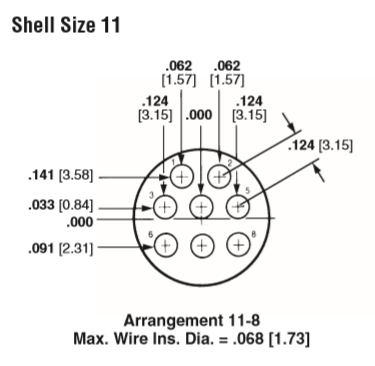 Shell Size 11
.062 .062
[1.57] [1.57]
.124 .124
[3.15] .000 [3.15]
.124 [3.15]
1 2
.141 [3.58]
3 5
.033 [0.84]
.000
6 8
.091 [2.31]
Arrangement 11-8
Max. Wire Ins. Dia. = .068 [1.73]